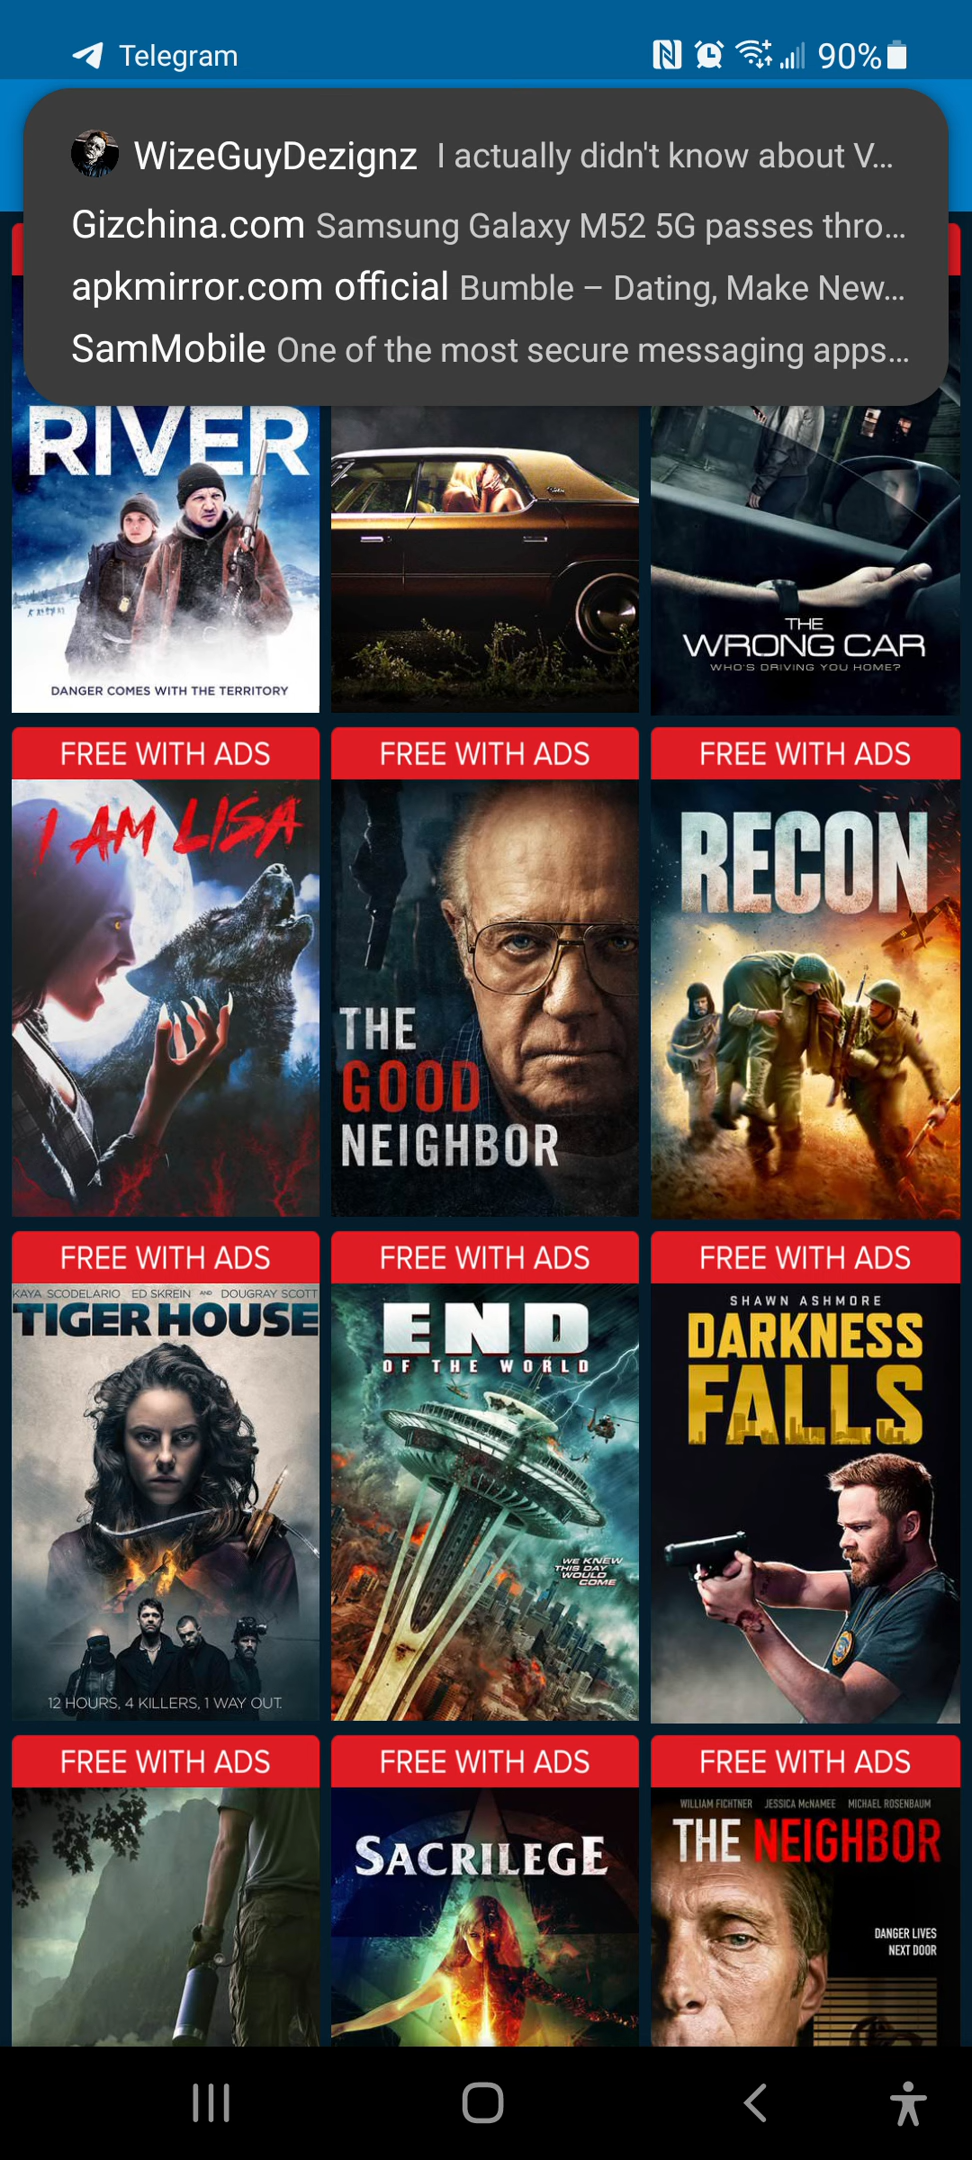 Telegram
90%
WizeGuyDezignz I actually didn't know about V...
Gizchina.com Samsung Galaxy M52 5G passes thro...
apkmirror.com official Bumble – Dating, Make New...
SamMobile One of the most secure messaging apps...
RIVER
DANGER COMES WITH THE TERRITORY
THE
WRONG CAR
WHO'S DRIVING YOU HOME?
FREE WITH ADS
I AM LISA
FREE WITH ADS
THE
GOOD
NEIGHBOR
FREE WITH ADS
RECON
FREE WITH ADS
KAYA SCODELARIO ED SKREIN AND DOUGRAY SCOTT
TIGER HOUSE
12 HOURS, 4 KILLERS, 1 WAY OUT.
FREE WITH ADS
END
OF THE WORLD
WE KNEW
THIS DAY
WOULD
COME
FREE WITH ADS
SHAWN ASHMORE
DARKNESS
FALLS
FREE WITH ADS
FREE WITH ADS
SACRILEGE
FREE WITH ADS
WILLIAM FICHTNER JESSICA McNAMEE MICHAEL ROSENBAUM
THE NEIGHBOR
DANGER LIVES
NEXT DOOR